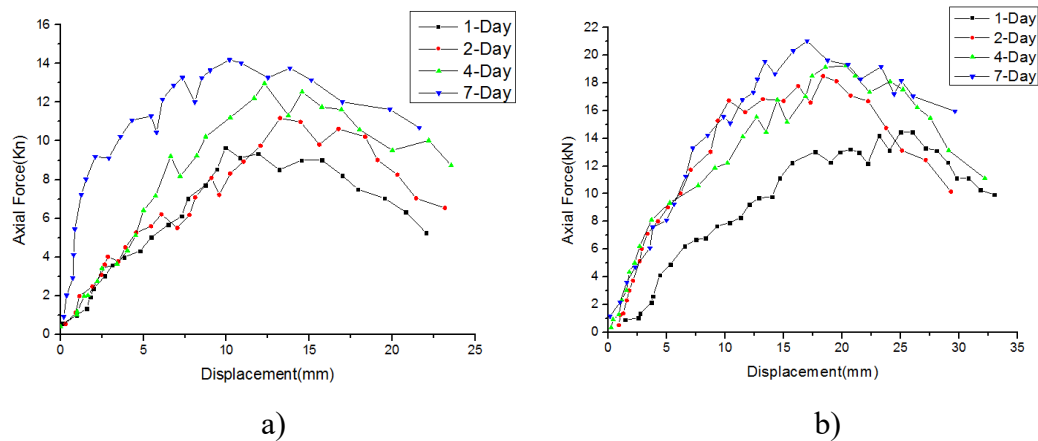 16
14
12
10
8
6
4
2
0
Axial Force(Kn)
0 5 10 15 20 25
Displacement(mm)
1-Day
2-Day
4-Day
7-Day
a)
22
20
18
16
14
12
10
8
6
4
2
0
Axial Force(kN)
0 5 10 15 20 25 30 35
Displacement(mm)
1-Day
2-Day
4-Day
7-Day
b)